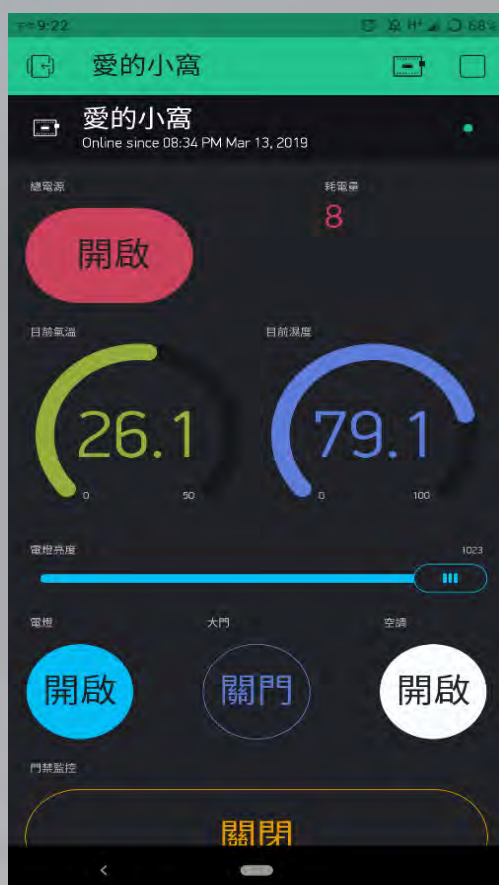 下午9:22 H+ 68%
愛的小窩
愛的小窩
Online since 08:34 PM Mar 13, 2019
總電源 耗電量
開啟 8
目前氣溫 目前濕度
26.1 79.1
0 50 0 100
電燈亮度 1023
電燈 大門 空調
開啟 關門 開啟
門禁監控
關閉